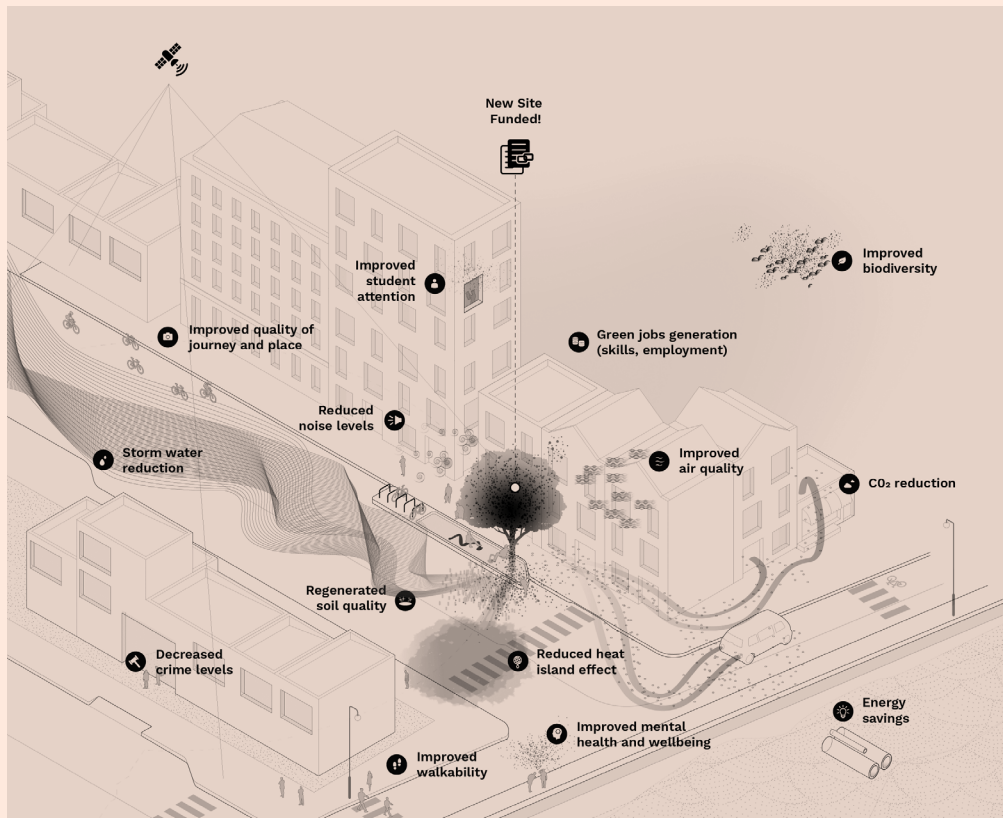 New Site
Funded!
Improved
biodiversity
Improved
student
attention
Improved quality of
journey and place
Green jobs generation
(skills, employment)
Reduced
noise levels
Storm water
reduction
Improved
air quality
C0₂ reduction
Regenerated
soil quality
Decreased
crime levels
Reduced heat
island effect
Energy
savings
Improved mental
health and wellbeing
Improved
walkability